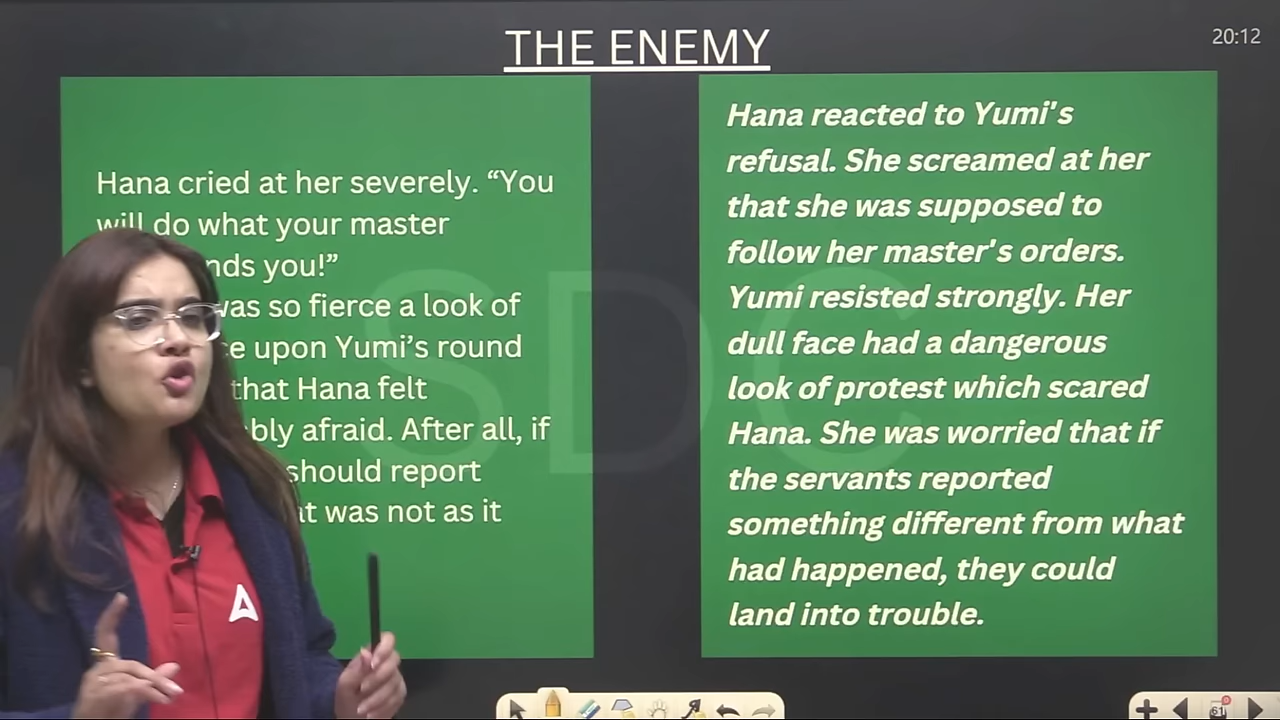 THE ENEMY
20:12
Hana cried at her severely. “You
will do what your master
nds you!”
was so fierce a look of
ce upon Yumi’s round
that Hana felt
bly afraid. After all, if
should report
at was not as it
Hana reacted to Yumi's
refusal. She screamed at her
that she was supposed to
follow her master's orders.
Yumi resisted strongly. Her
dull face had a dangerous
look of protest which scared
Hana. She was worried that if
the servants reported
something different from what
had happened, they could
land into trouble.
SDC
61